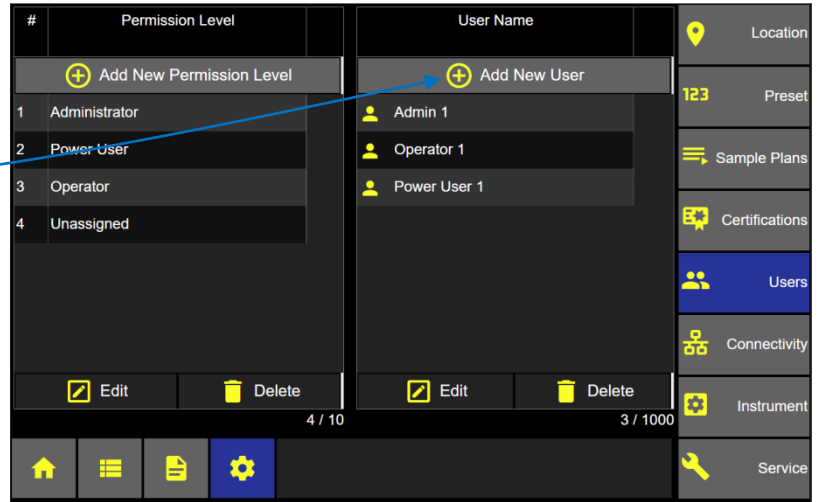 # Permission Level
Add New Permission Level
1 Administrator
2 Power User
3 Operator
4 Unassigned
Edit Delete
4 / 10
User Name
Add New User
Admin 1
Operator 1
Power User 1
Edit Delete
3 / 1000
Location
123 Preset
Sample Plans
Certifications
Users
Connectivity
Instrument
Service